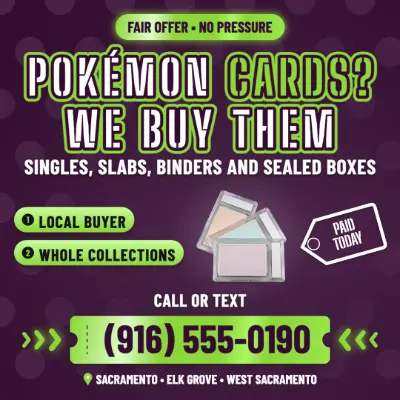 FAIR OFFER • NO PRESSURE
POKÉMON CARDS?
WE BUY THEM
SINGLES, SLABS, BINDERS AND SEALED BOXES
1 LOCAL BUYER
2 WHOLE COLLECTIONS
PAID
TODAY
CALL OR TEXT
(916) 555-0190
SACRAMENTO • ELK GROVE • WEST SACRAMENTO